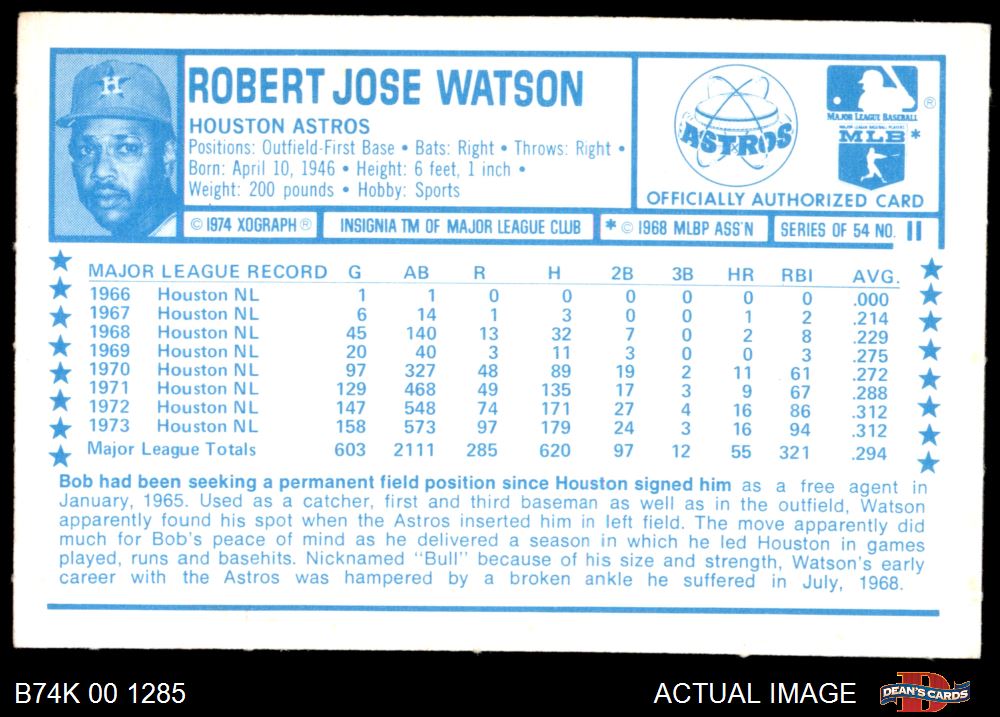 ROBERT JOSE WATSON
HOUSTON ASTROS
Positions: Outfield-First Base • Bats: Right • Throws: Right •
Born: April 10, 1946 • Height: 6 feet, 1 inch •
Weight: 200 pounds • Hobby: Sports
H
ASTROS
®
MAJOR LEAGUE BASEBALL
MAJOR LEAGUE BASEBALL PLAYERS
MLB*
OFFICIALLY AUTHORIZED CARD
© 1974 XOGRAPH ® INSIGNIA TM OF MAJOR LEAGUE CLUB * © 1968 MLBP ASS'N SERIES OF 54 NO. 11
MAJOR LEAGUE RECORD G AB R H 2B 3B HR RBI AVG.
1966 Houston NL 1 1 0 0 0 0 0 0 .000
1967 Houston NL 6 14 1 3 0 0 1 2 .214
1968 Houston NL 45 140 13 32 7 0 2 8 .229
1969 Houston NL 20 40 3 11 3 0 0 3 .275
1970 Houston NL 97 327 48 89 19 2 11 61 .272
1971 Houston NL 129 468 49 135 17 3 9 67 .288
1972 Houston NL 147 548 74 171 27 4 16 86 .312
1973 Houston NL 158 573 97 179 24 3 16 94 .312
Major League Totals 603 2111 285 620 97 12 55 321 .294
Bob had been seeking a permanent field position since Houston signed him as a free agent in
January, 1965. Used as a catcher, first and third baseman as well as in the outfield, Watson
apparently found his spot when the Astros inserted him in left field. The move apparently did
much for Bob's peace of mind as he delivered a season in which he led Houston in games
played, runs and basehits. Nicknamed "Bull" because of his size and strength, Watson's early
career with the Astros was hampered by a broken ankle he suffered in July, 1968.
B74K 00 1285 ACTUAL IMAGE DEAN'S CARDS